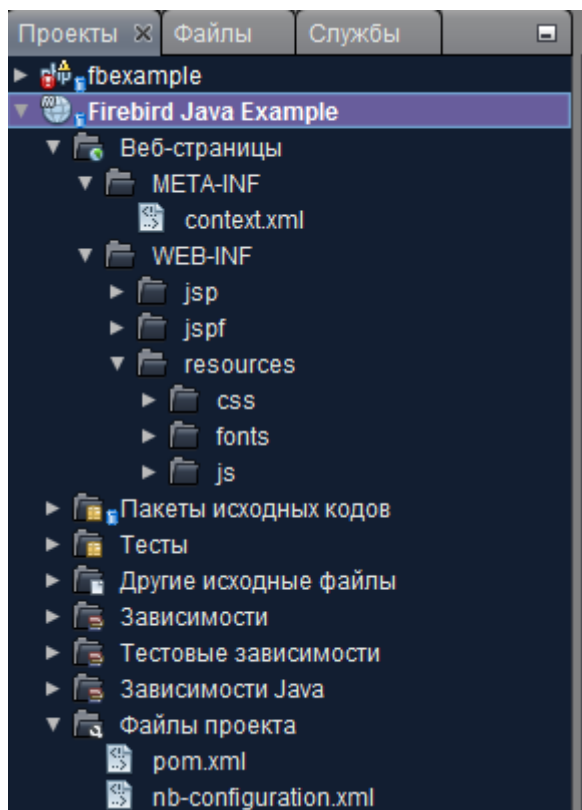 Проекты Файлы Службы
fbexample
Firebird Java Example
Веб-страницы
META-INF
context.xml
WEB-INF
jsp
jspf
resources
css
fonts
js
Пакеты исходных кодов
Тесты
Другие исходные файлы
Зависимости
Тестовые зависимости
Зависимости Java
Файлы проекта
pom.xml
nb-configuration.xml